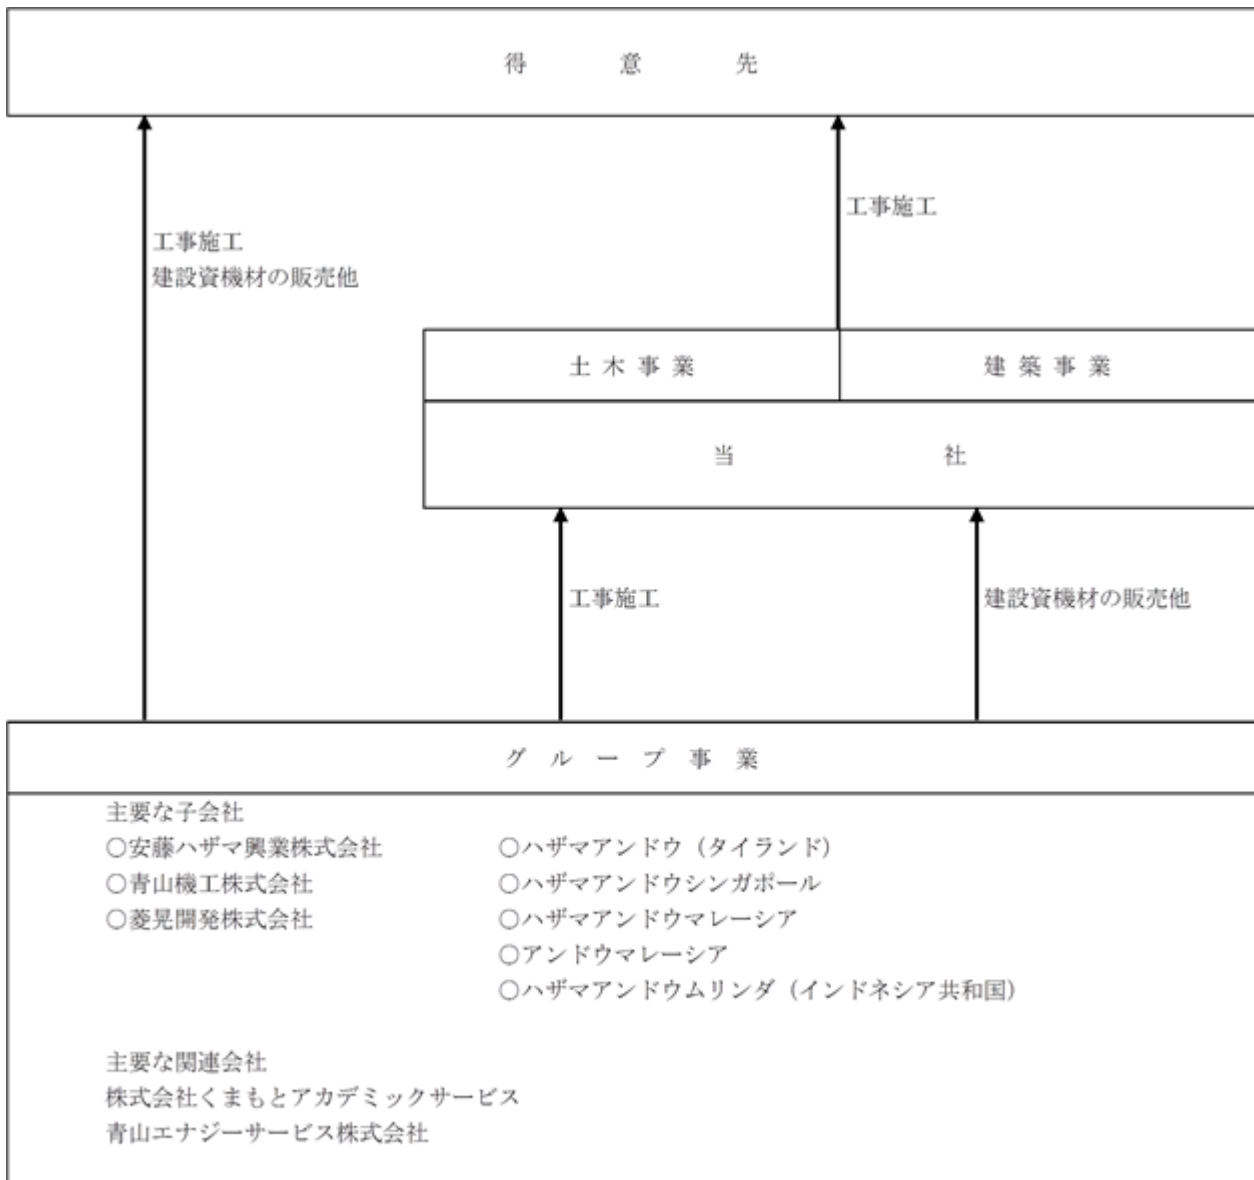 得意先
工事施工
工事施工
建設資機材の販売他
土木事業
建築事業
当社
工事施工
建設資機材の販売他
グループ事業
主要な子会社
○安藤ハザマ興業株式会社
○青山機工株式会社
○菱晃開発株式会社
○ハザマアンドウ（タイランド）
○ハザマアンドウシンガポール
○ハザマアンドウマレーシア
○アンドウマレーシア
○ハザマアンドウムリンダ（インドネシア共和国）
主要な関連会社
株式会社くまもとアカデミックサービス
青山エナジーサービス株式会社